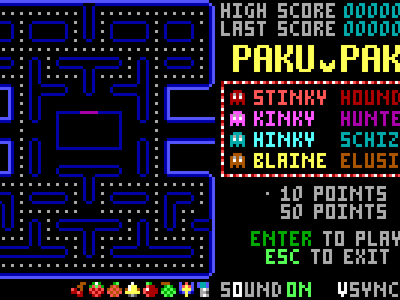 HIGH SCORE 00000
LAST SCORE 00000
PAKU PAK
STINKY HOUND
KINKY HUNTE
HINKY SCHIZ
BLAINE ELUSI
· 10 POINTS
50 POINTS
ENTER TO PLAY
ESC TO EXIT
SOUND ON VSYNC